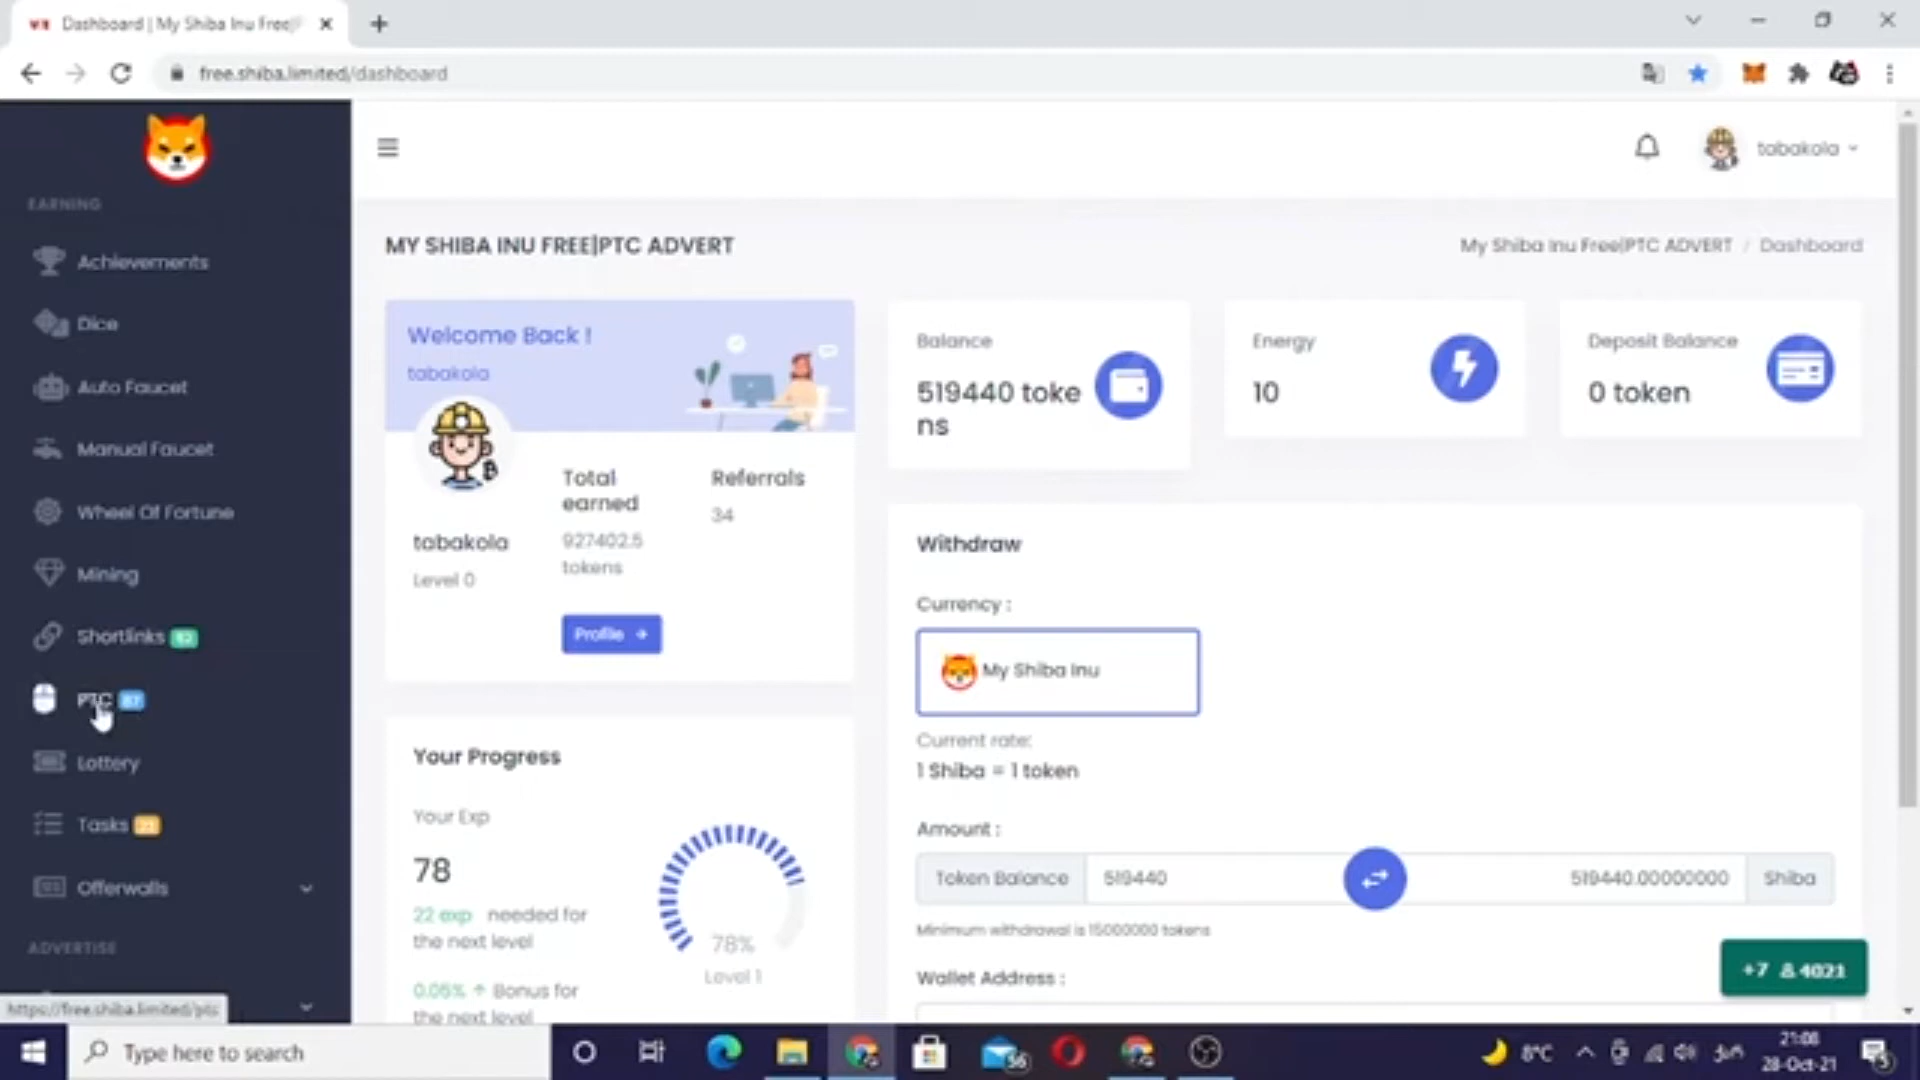 Dashboard | My Shiba Inu Free|P
free.shiba.limited/dashboard
tabakola
EARNING
Achievements
Dice
Auto Faucet
Manual Faucet
Wheel Of Fortune
Mining
Shortlinks
PTC
Lottery
Tasks
Offerwalls
ADVERTISE
https://free.shiba.limited/ptc
MY SHIBA INU FREE|PTC ADVERT
My Shiba Inu Free|PTC ADVERT / Dashboard
Welcome Back !
tabakola
tabakola
Level 0
Total
earned
927402.5
tokens
Referrals
34
Profile
Balance
519440 toke
ns
Energy
10
Deposit Balance
0 token
Your Progress
Your Exp
78
22 exp needed for
the next level
0.05% ↑ Bonus for
the next level
78%
Level 1
Withdraw
Currency :
My Shiba Inu
Current rate:
1 Shiba = 1 token
Amount :
Token Balance 519440 519440.00000000 Shiba
Minimum withdrawal is 15000000 tokens
Wallet Address :
+7 4021
Type here to search
56
8°C
21:08
28-Oct-21